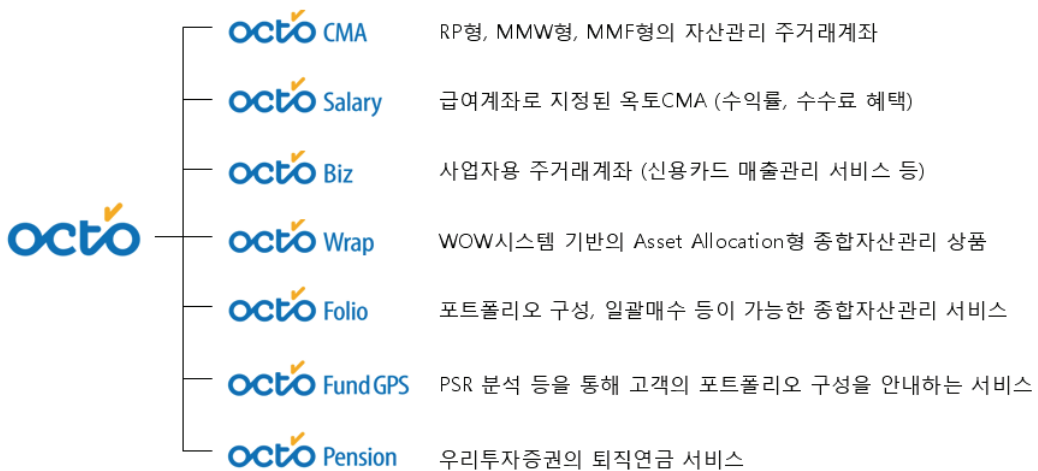 octo CMA RP형, MMW형, MMF형의 자산관리 주거래계좌
octo Salary 급여계좌로 지정된 옥토CMA (수익률, 수수료 혜택)
octo Biz 사업자용 주거래계좌 (신용카드 매출관리 서비스 등)
octo
octo Wrap WOW시스템 기반의 Asset Allocation형 종합자산관리 상품
octo Folio 포트폴리오 구성, 일괄매수 등이 가능한 종합자산관리 서비스
octo Fund GPS PSR 분석 등을 통해 고객의 포트폴리오 구성을 안내하는 서비스
octo Pension 우리투자증권의 퇴직연금 서비스